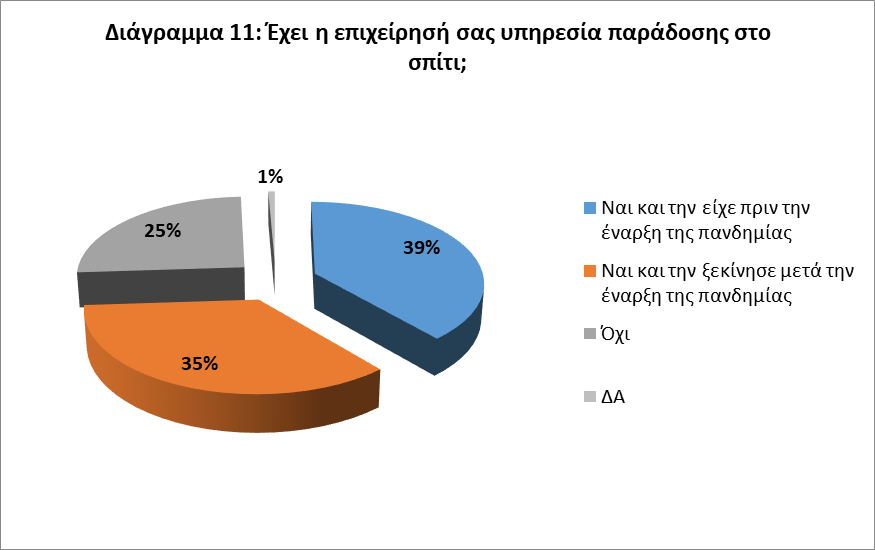 Διάγραμμα 11: Έχει η επιχείρησή σας υπηρεσία παράδοσης στο
σπίτι;
1%
39%
25%
35%
Ναι και την είχε πριν την
έναρξη της πανδημίας
Ναι και την ξεκίνησε μετά την
έναρξη της πανδημίας
Όχι
ΔΑ